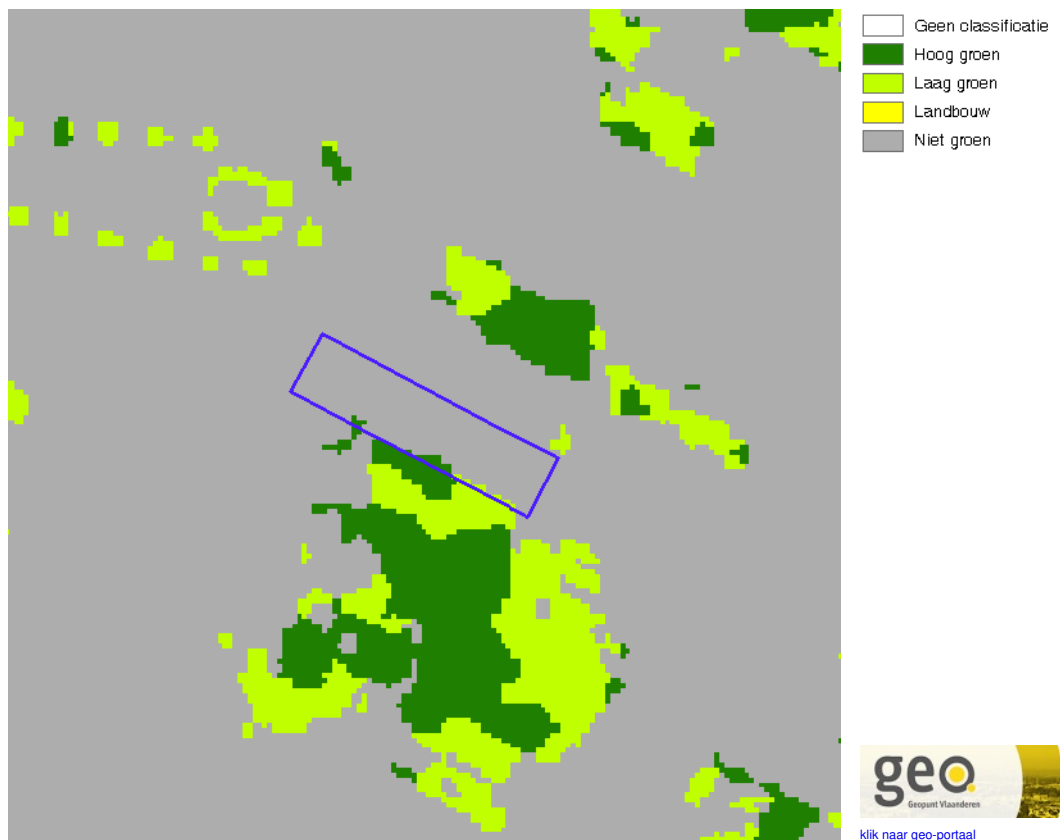 Geen classificatie
Hoog groen
Laag groen
Landbouw
Niet groen
geo.
Geopunt Vlaanderen
klik naar geo-portaal